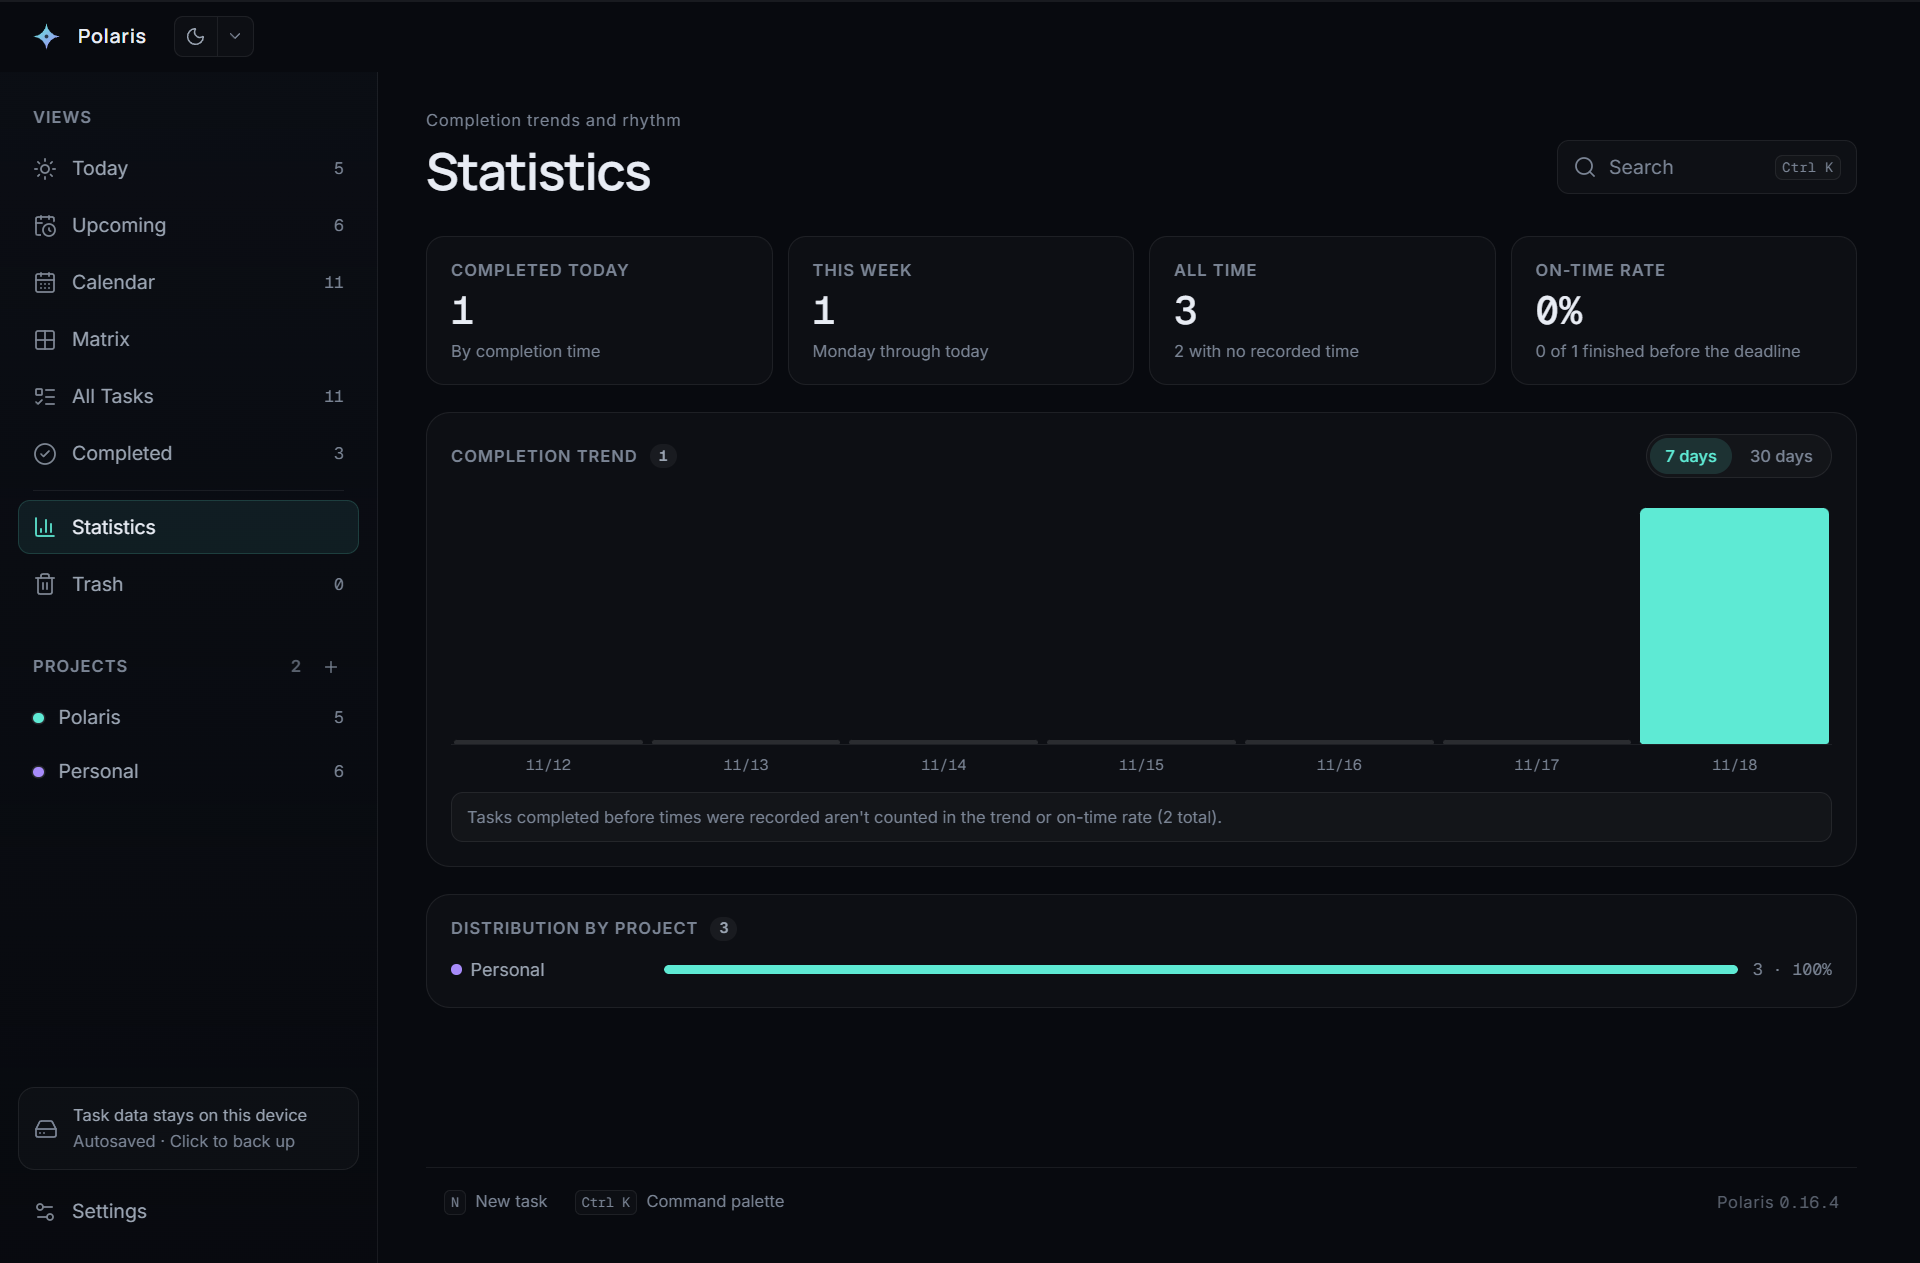 Polaris
VIEWS
Today 5
Upcoming 6
Calendar 11
Matrix
All Tasks 11
Completed 3
Statistics
Trash 0
PROJECTS 2 +
Polaris 5
Personal 6
Task data stays on this device
Autosaved · Click to back up
Settings
Completion trends and rhythm
Statistics
Search Ctrl K
COMPLETED TODAY
1
By completion time
THIS WEEK
1
Monday through today
ALL TIME
3
2 with no recorded time
ON-TIME RATE
0%
0 of 1 finished before the deadline
COMPLETION TREND 1
7 days 30 days
11/12 11/13 11/14 11/15 11/16 11/17 11/18
Tasks completed before times were recorded aren't counted in the trend or on-time rate (2 total).
DISTRIBUTION BY PROJECT 3
Personal 3 · 100%
N New task Ctrl K Command palette
Polaris 0.16.4